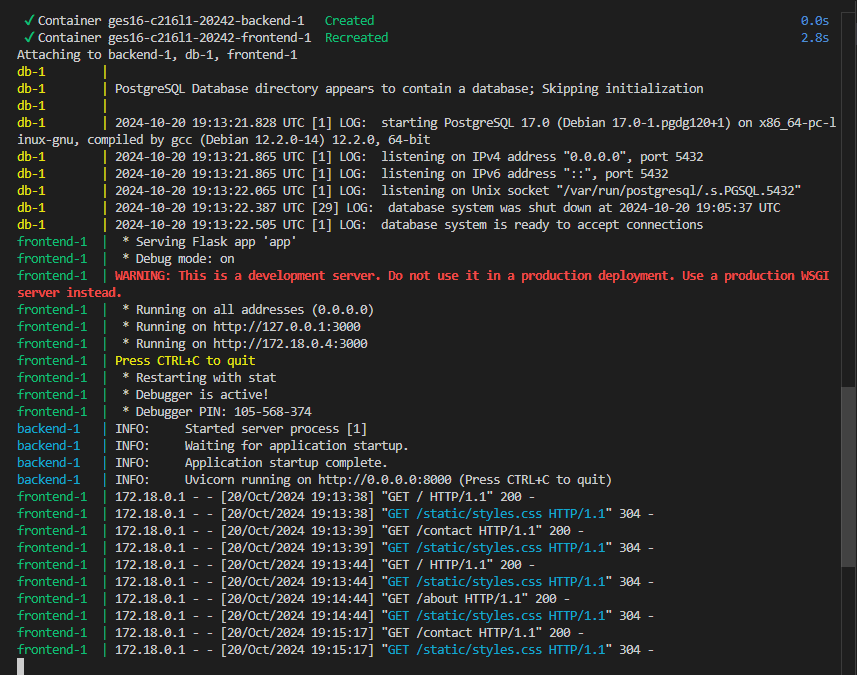 ✓ Container ges16-c216l1-20242-backend-1   Created   0.0s
✓ Container ges16-c216l1-20242-frontend-1  Recreated   2.8s
Attaching to backend-1, db-1, frontend-1
db-1        |
db-1        | PostgreSQL Database directory appears to contain a database; Skipping initialization
db-1        |
db-1        | 2024-10-20 19:13:21.828 UTC [1] LOG:  starting PostgreSQL 17.0 (Debian 17.0-1.pgdg120+1) on x86_64-pc-l
inux-gnu, compiled by gcc (Debian 12.2.0-14) 12.2.0, 64-bit
db-1        | 2024-10-20 19:13:21.865 UTC [1] LOG:  listening on IPv4 address "0.0.0.0", port 5432
db-1        | 2024-10-20 19:13:21.865 UTC [1] LOG:  listening on IPv6 address "::", port 5432
db-1        | 2024-10-20 19:13:22.065 UTC [1] LOG:  listening on Unix socket "/var/run/postgresql/.s.PGSQL.5432"
db-1        | 2024-10-20 19:13:22.387 UTC [29] LOG:  database system was shut down at 2024-10-20 19:05:37 UTC
db-1        | 2024-10-20 19:13:22.505 UTC [1] LOG:  database system is ready to accept connections
frontend-1  |  * Serving Flask app 'app'
frontend-1  |  * Debug mode: on
frontend-1  | WARNING: This is a development server. Do not use it in a production deployment. Use a production WSGI
server instead.
frontend-1  |  * Running on all addresses (0.0.0.0)
frontend-1  |  * Running on http://127.0.0.1:3000
frontend-1  |  * Running on http://172.18.0.4:3000
frontend-1  | Press CTRL+C to quit
frontend-1  |  * Restarting with stat
frontend-1  |  * Debugger is active!
frontend-1  |  * Debugger PIN: 105-568-374
backend-1   | INFO:     Started server process [1]
backend-1   | INFO:     Waiting for application startup.
backend-1   | INFO:     Application startup complete.
backend-1   | INFO:     Uvicorn running on http://0.0.0.0:8000 (Press CTRL+C to quit)
frontend-1  | 172.18.0.1 - - [20/Oct/2024 19:13:38] "GET / HTTP/1.1" 200 -
frontend-1  | 172.18.0.1 - - [20/Oct/2024 19:13:38] "GET /static/styles.css HTTP/1.1" 304 -
frontend-1  | 172.18.0.1 - - [20/Oct/2024 19:13:39] "GET /contact HTTP/1.1" 200 -
frontend-1  | 172.18.0.1 - - [20/Oct/2024 19:13:39] "GET /static/styles.css HTTP/1.1" 304 -
frontend-1  | 172.18.0.1 - - [20/Oct/2024 19:13:44] "GET / HTTP/1.1" 200 -
frontend-1  | 172.18.0.1 - - [20/Oct/2024 19:13:44] "GET /static/styles.css HTTP/1.1" 304 -
frontend-1  | 172.18.0.1 - - [20/Oct/2024 19:14:44] "GET /about HTTP/1.1" 200 -
frontend-1  | 172.18.0.1 - - [20/Oct/2024 19:14:44] "GET /static/styles.css HTTP/1.1" 304 -
frontend-1  | 172.18.0.1 - - [20/Oct/2024 19:15:17] "GET /contact HTTP/1.1" 200 -
frontend-1  | 172.18.0.1 - - [20/Oct/2024 19:15:17] "GET /static/styles.css HTTP/1.1" 304 -